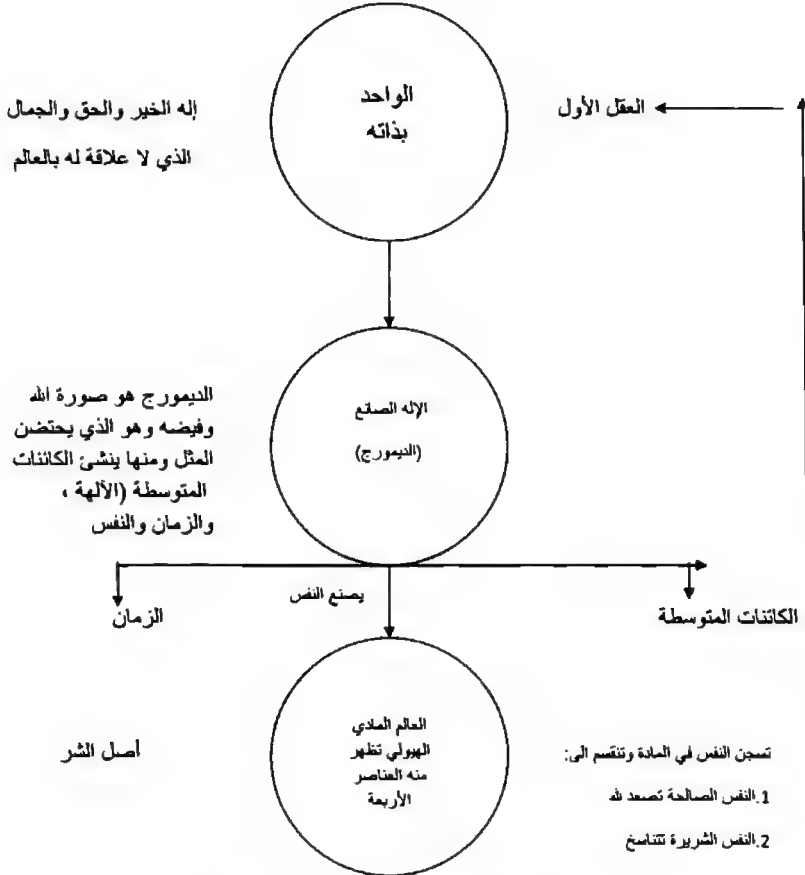 إله الخير والحق والجمال
الذي لا علاقة له بالعالم
الواحد
بذاته
العقل الأول
الديمورج هو صورة الله
وفيضه وهو الذي يحتضن
المثل ومنها ينشئ الكائنات
المتوسطة (الآلهة ،
والزمان والنفس
الإله الصانع
(الديمورج)
الزمان
يصنع النفس
الكائنات المتوسطة
أصل الشر
العالم المادي
الهيولي تظهر
منه العناصر
الأربعة
تسجن النفس في المادة وتنقسم الى:
1.النفس الصالحة تصعد لله
2.النفس الشريرة تتناسخ